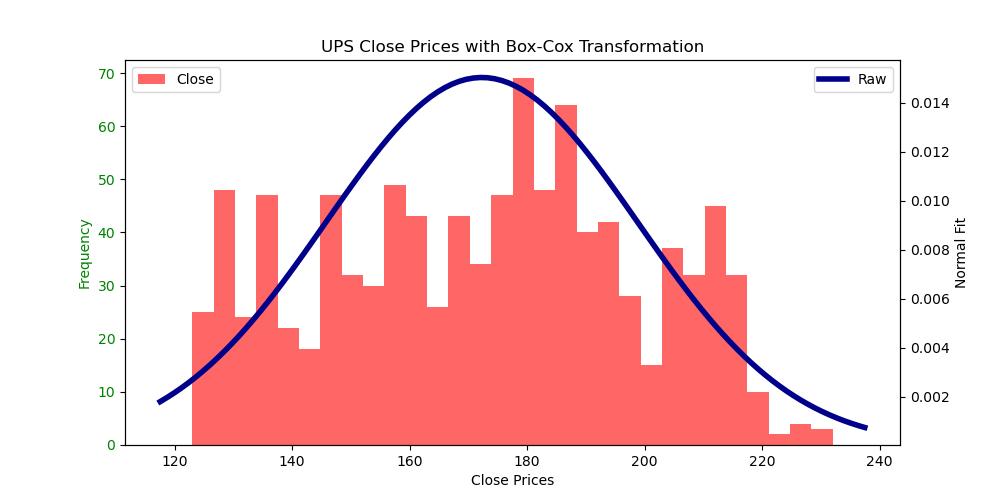 UPS Close Prices with Box-Cox Transformation
Close
Raw
70
60
50
40
30
20
10
0
Frequency
0.014
0.012
0.010
0.008
0.006
0.004
0.002
Normal Fit
120 140 160 180 200 220 240
Close Prices